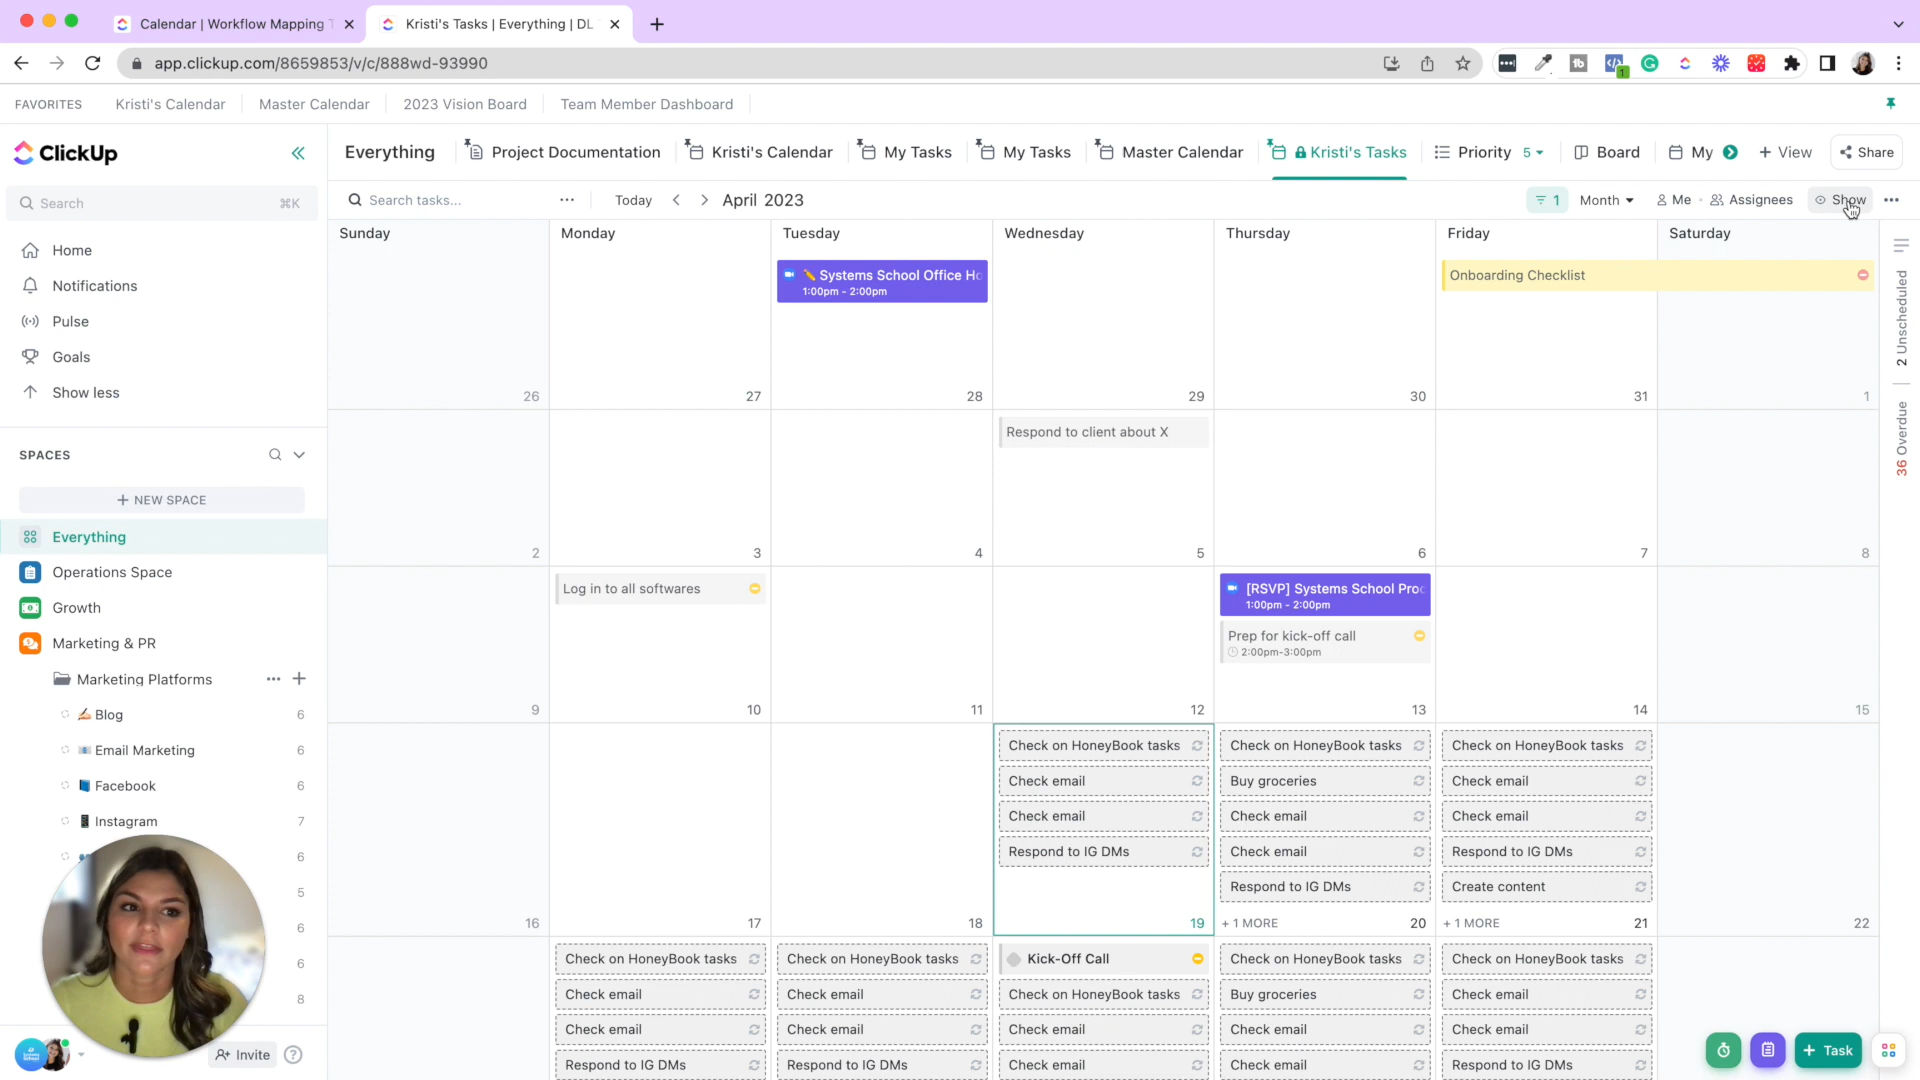 Calendar | Workflow Mapping T
Kristi's Tasks | Everything | DL
app.clickup.com/8659853/v/c/888wd-93990
1
FAVORITES Kristi's Calendar Master Calendar 2023 Vision Board Team Member Dashboard
ClickUp
Everything Project Documentation Kristi's Calendar My Tasks My Tasks Master Calendar Kristi's Tasks Priority 5 Board My + View Share
Search ⌘K
Search tasks... Today April 2023 1 Month Me Assignees Show
Home
Notifications
Pulse
Goals
Show less
SPACES
+ NEW SPACE
Everything
Operations Space
Growth
Marketing & PR
Marketing Platforms
Blog 6
Email Marketing 6
Facebook 6
Instagram 7
6
5
6
6
8
Invite
?
Sunday Monday Tuesday Wednesday Thursday Friday Saturday
Systems School Office Ho
1:00pm - 2:00pm
Onboarding Checklist
26 27 28 29 30 31 1
Respond to client about X
2 3 4 5 6 7 8
Log in to all softwares
[RSVP] Systems School Proc
1:00pm - 2:00pm
Prep for kick-off call
2:00pm-3:00pm
9 10 11 12 13 14 15
Check on HoneyBook tasks Check on HoneyBook tasks Check on HoneyBook tasks
Check email Buy groceries Check email
Check email Check email Check email
Respond to IG DMs Check email Respond to IG DMs
Respond to IG DMs Create content
16 17 18 19 + 1 MORE 20 + 1 MORE 21 22
Check on HoneyBook tasks Check on HoneyBook tasks Kick-Off Call Check on HoneyBook tasks Check on HoneyBook tasks
Check email Check email Check on HoneyBook tasks Buy groceries Check email
Check email Check email Check email Check email Check email
Respond to IG DMs Respond to IG DMs Check email Check email Respond to IG DMs
2 Unscheduled
36 Overdue
+ Task